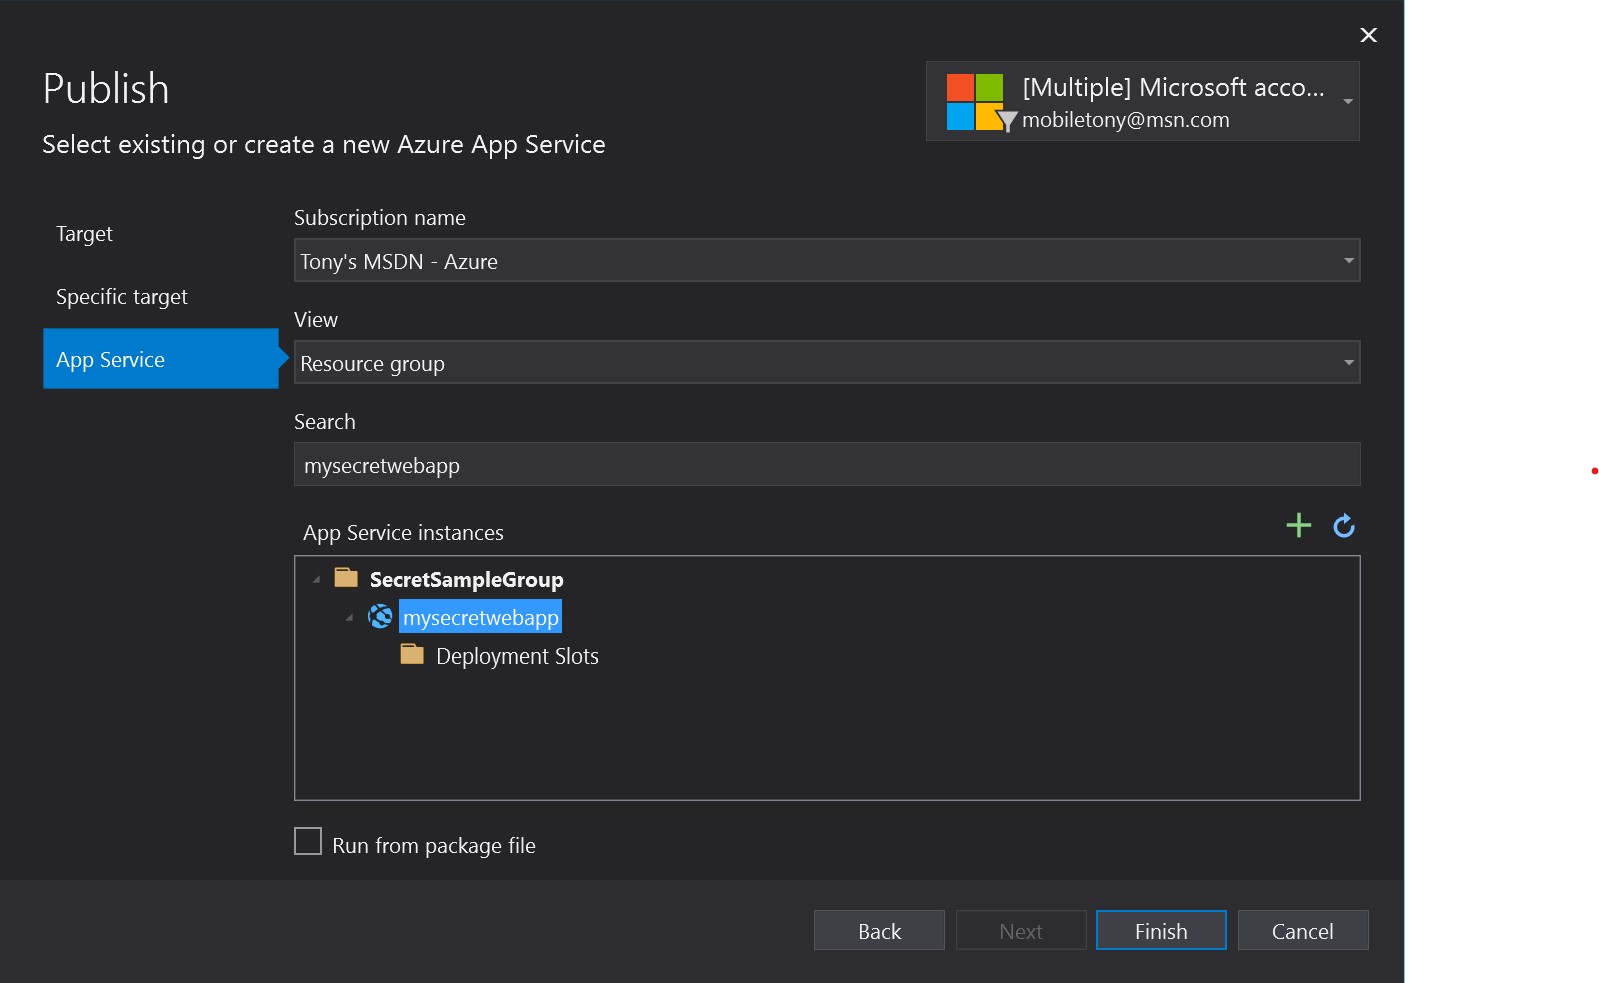 Publish
Select existing or create a new Azure App Service
[Multiple] Microsoft acco...
mobiletony@msn.com
Target
Specific target
App Service
Subscription name
Tony's MSDN - Azure
View
Resource group
Search
mysecretwebapp
App Service instances
SecretSampleGroup
mysecretwebapp
Deployment Slots
Run from package file
Back
Next
Finish
Cancel